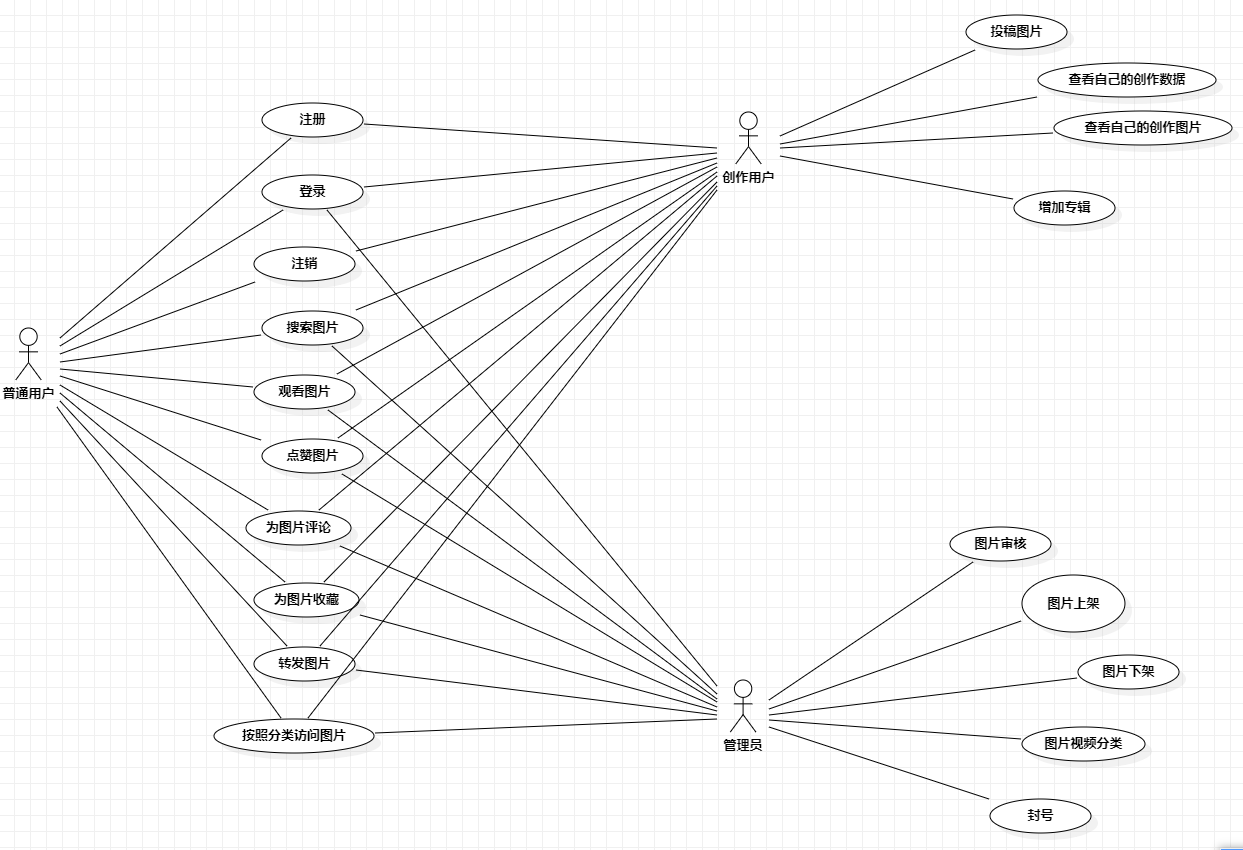 投稿图片
查看自己的创作数据
注册
查看自己的创作图片
创作用户
登录
增加专辑
注销
搜索图片
普通用户
观看图片
点赞图片
为图片评论
图片审核
为图片收藏
图片上架
转发图片
图片下架
按照分类访问图片
管理员
图片视频分类
封号